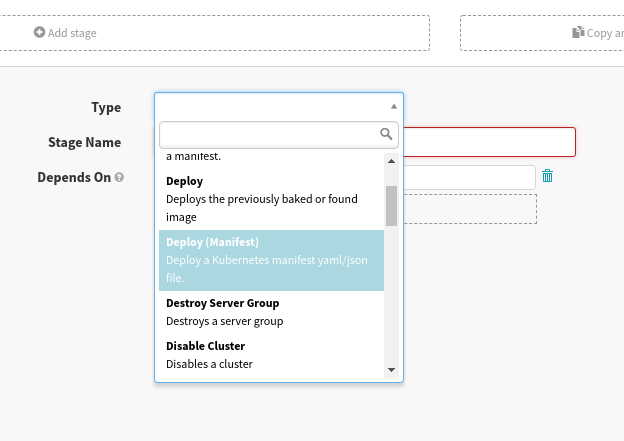 Add stage
Copy
Type
Stage Name
Depends On
a manifest.
Deploy
Deploys the previously baked or found
image
Deploy (Manifest)
Deploy a Kubernetes manifest yaml/json
file.
Destroy Server Group
Destroys a server group
Disable Cluster
Disables a cluster